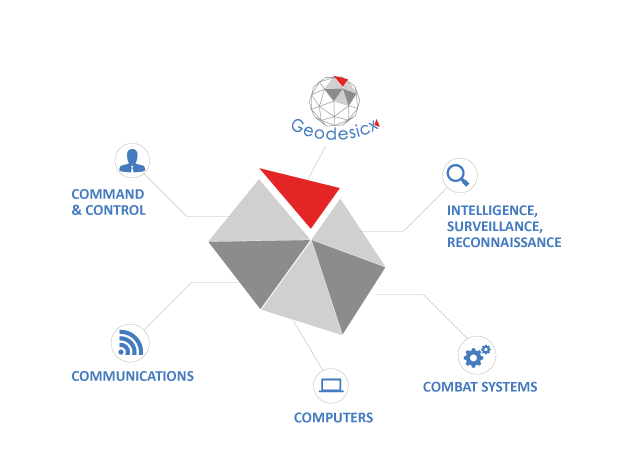 Geodesicx
COMMAND
& CONTROL
INTELLIGENCE,
SURVEILLANCE,
RECONNAISSANCE
COMMUNICATIONS
COMBAT SYSTEMS
COMPUTERS